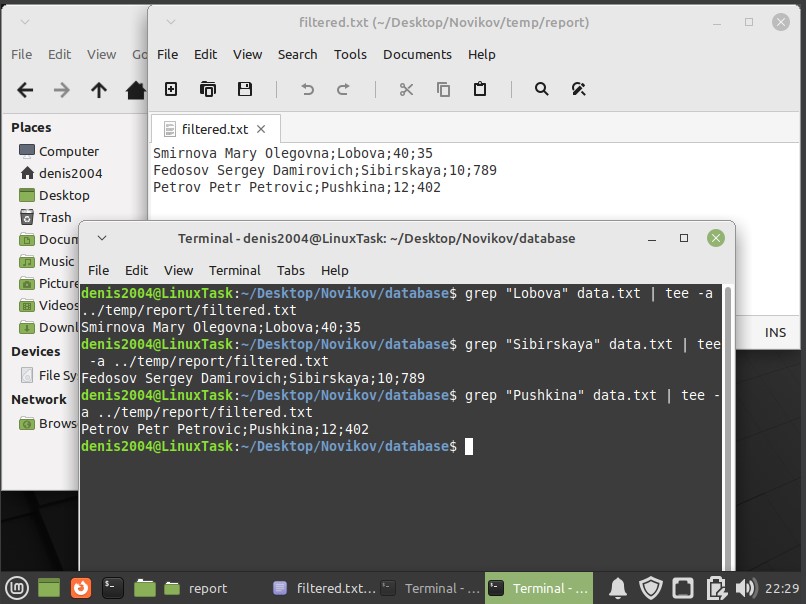 filtered.txt (~/Desktop/Novikov/temp/report)
File Edit View Go
File Edit View Search Tools Documents Help
Places
Computer
denis2004
Desktop
Trash
Docum
Music
Picture
Videos
Downl
Devices
File Sy
Network
Brows
filtered.txt
Smirnova Mary Olegovna;Lobova;40;35
Fedosov Sergey Damirovich;Sibirskaya;10;789
Petrov Petr Petrovic;Pushkina;12;402
INS
Terminal - denis2004@LinuxTask: ~/Desktop/Novikov/database
File Edit View Terminal Tabs Help
denis2004@LinuxTask:~/Desktop/Novikov/database$ grep "Lobova" data.txt | tee -a
../temp/report/filtered.txt
Smirnova Mary Olegovna;Lobova;40;35
denis2004@LinuxTask:~/Desktop/Novikov/database$ grep "Sibirskaya" data.txt | tee
-a ../temp/report/filtered.txt
Fedosov Sergey Damirovich;Sibirskaya;10;789
denis2004@LinuxTask:~/Desktop/Novikov/database$ grep "Pushkina" data.txt | tee -
a ../temp/report/filtered.txt
Petrov Petr Petrovic;Pushkina;12;402
denis2004@LinuxTask:~/Desktop/Novikov/database$
report
filtered.txt...
Terminal - ...
Terminal - ...
22:29